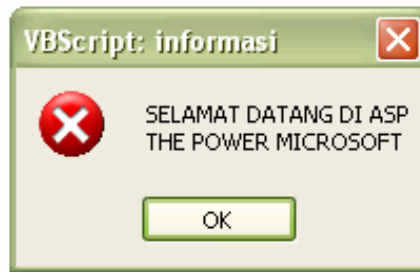 VBScript: informasi
SELAMAT DATANG DI ASP
THE POWER MICROSOFT
OK